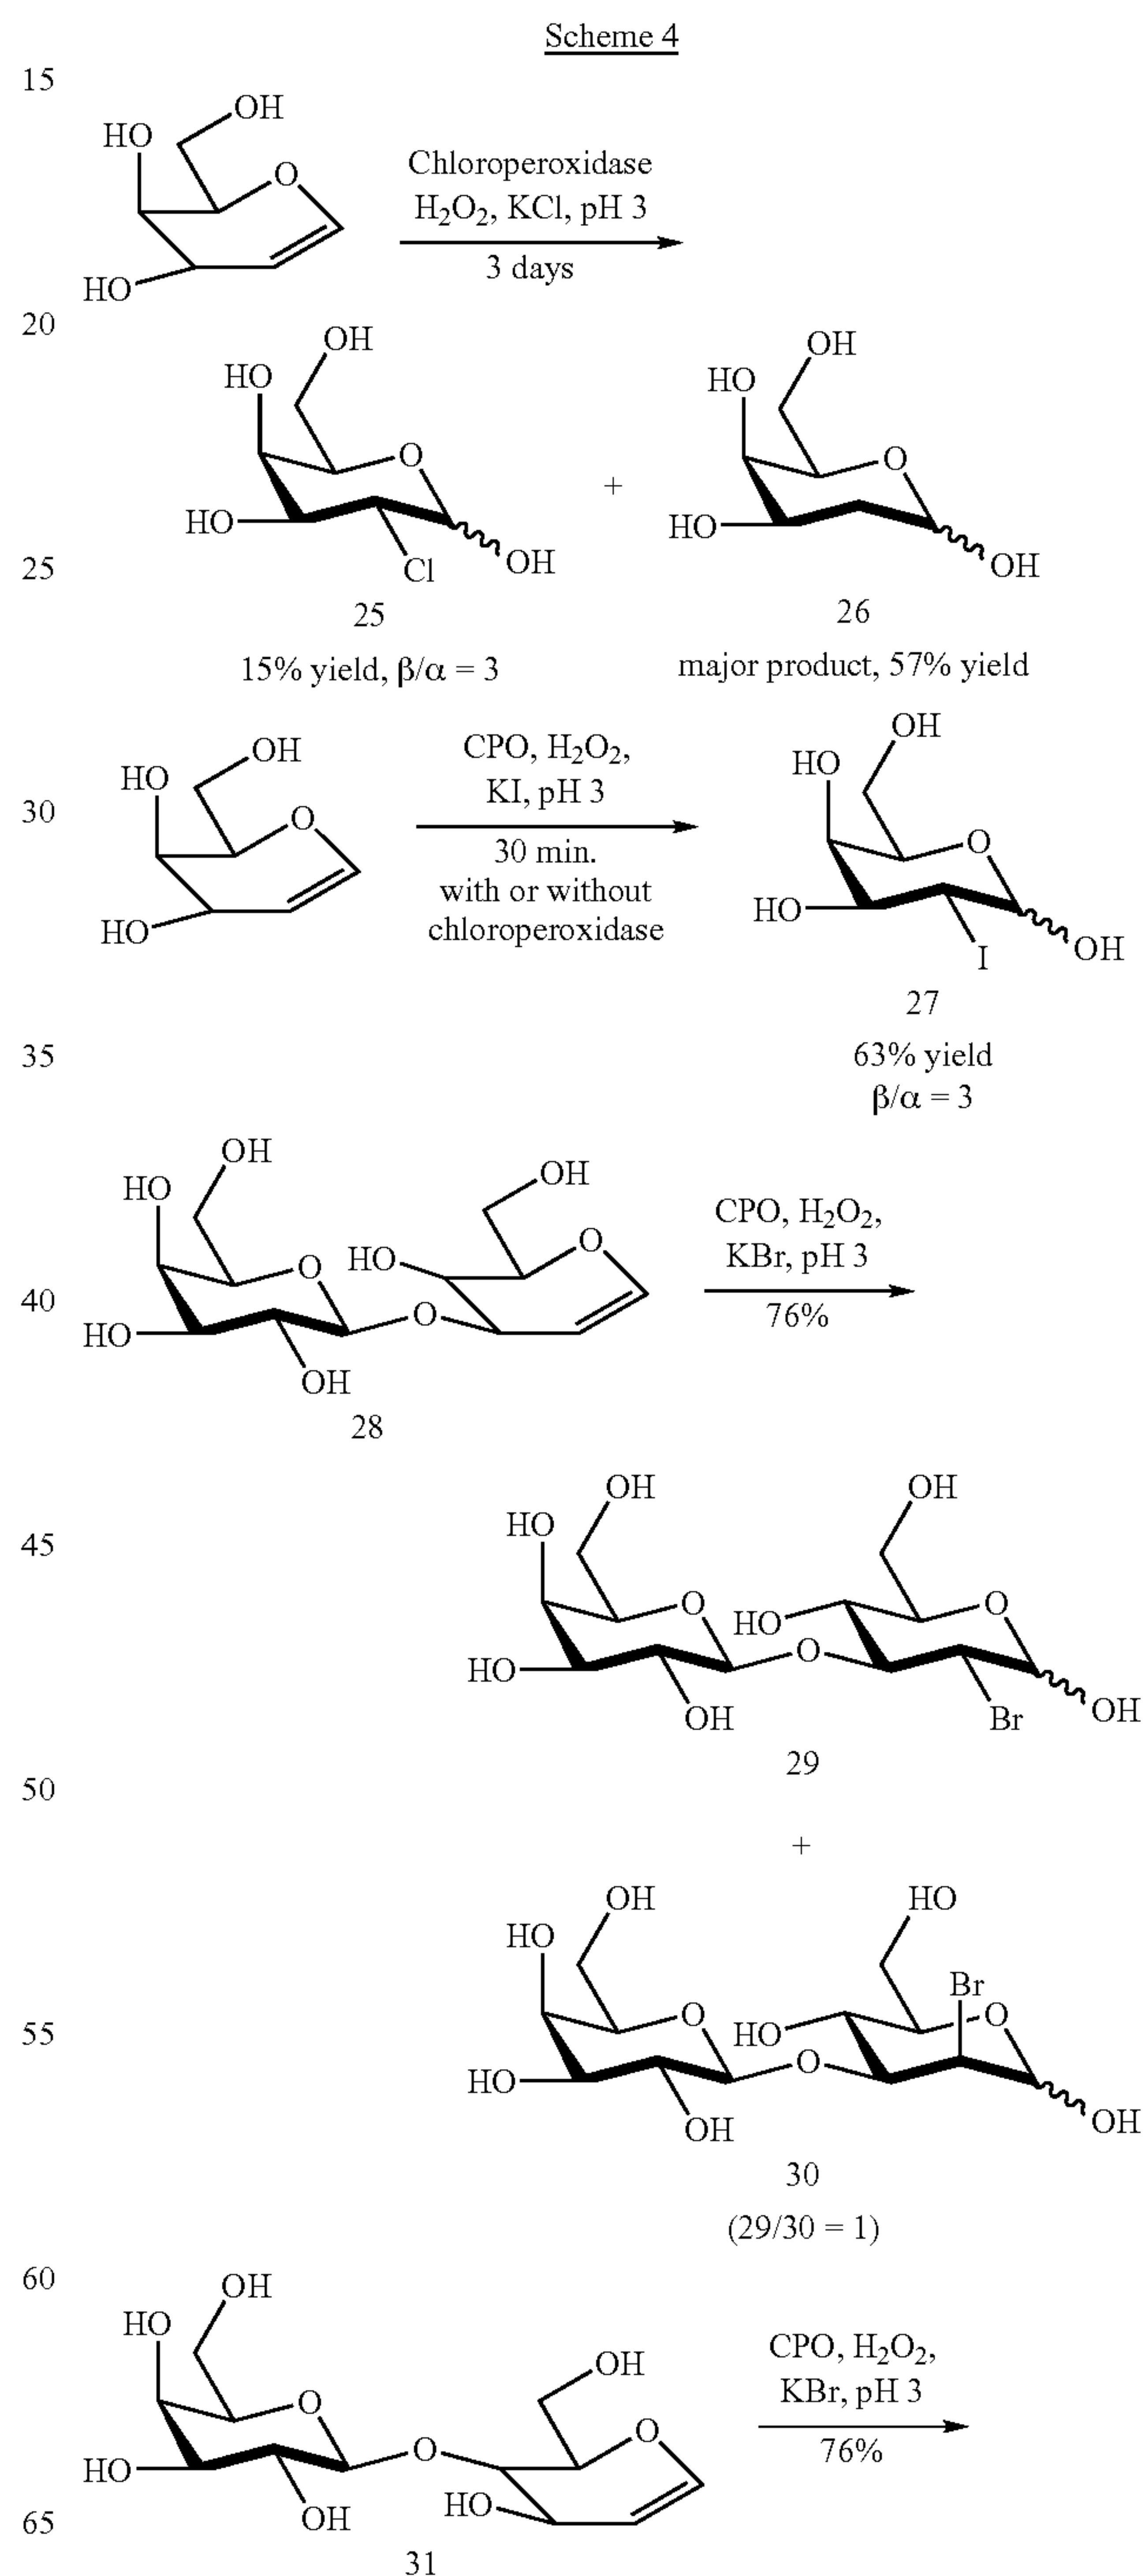 Scheme 4
15
HO
OH
O
HO
Chloroperoxidase
H₂O₂, KCl, pH 3
3 days
20
HO
OH
O
HO
Cl
OH
25
15% yield, β/α = 3
+
HO
OH
O
HO
OH
26
major product, 57% yield
25
30
HO
OH
O
HO
CPO, H₂O₂,
KI, pH 3
30 min.
with or without
chloroperoxidase
HO
OH
O
HO
I
OH
27
63% yield
β/α = 3
35
HO
OH
O
HO
OH
O
HO
OH
O
28
CPO, H₂O₂,
KBr, pH 3
76%
40
45
HO
OH
O
HO
OH
O
HO
OH
O
Br
OH
29
50
+
HO
OH
O
HO
OH
O
HO
HO
Br
O
OH
30
(29/30 = 1)
55
60
HO
OH
O
HO
OH
O
OH
O
HO
31
CPO, H₂O₂,
KBr, pH 3
76%
65